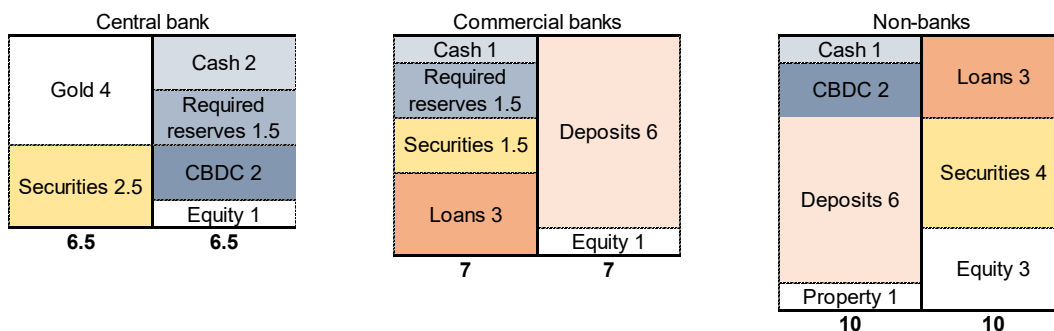 Central bank
Gold 4
Securities 2.5
Cash 2
Required
reserves 1.5
CBDC 2
Equity 1
6.5
6.5
Commercial banks
Cash 1
Required
reserves 1.5
Securities 1.5
Loans 3
Deposits 6
Equity 1
7
7
Non-banks
Cash 1
CBDC 2
Deposits 6
Property 1
Loans 3
Securities 4
Equity 3
10
10